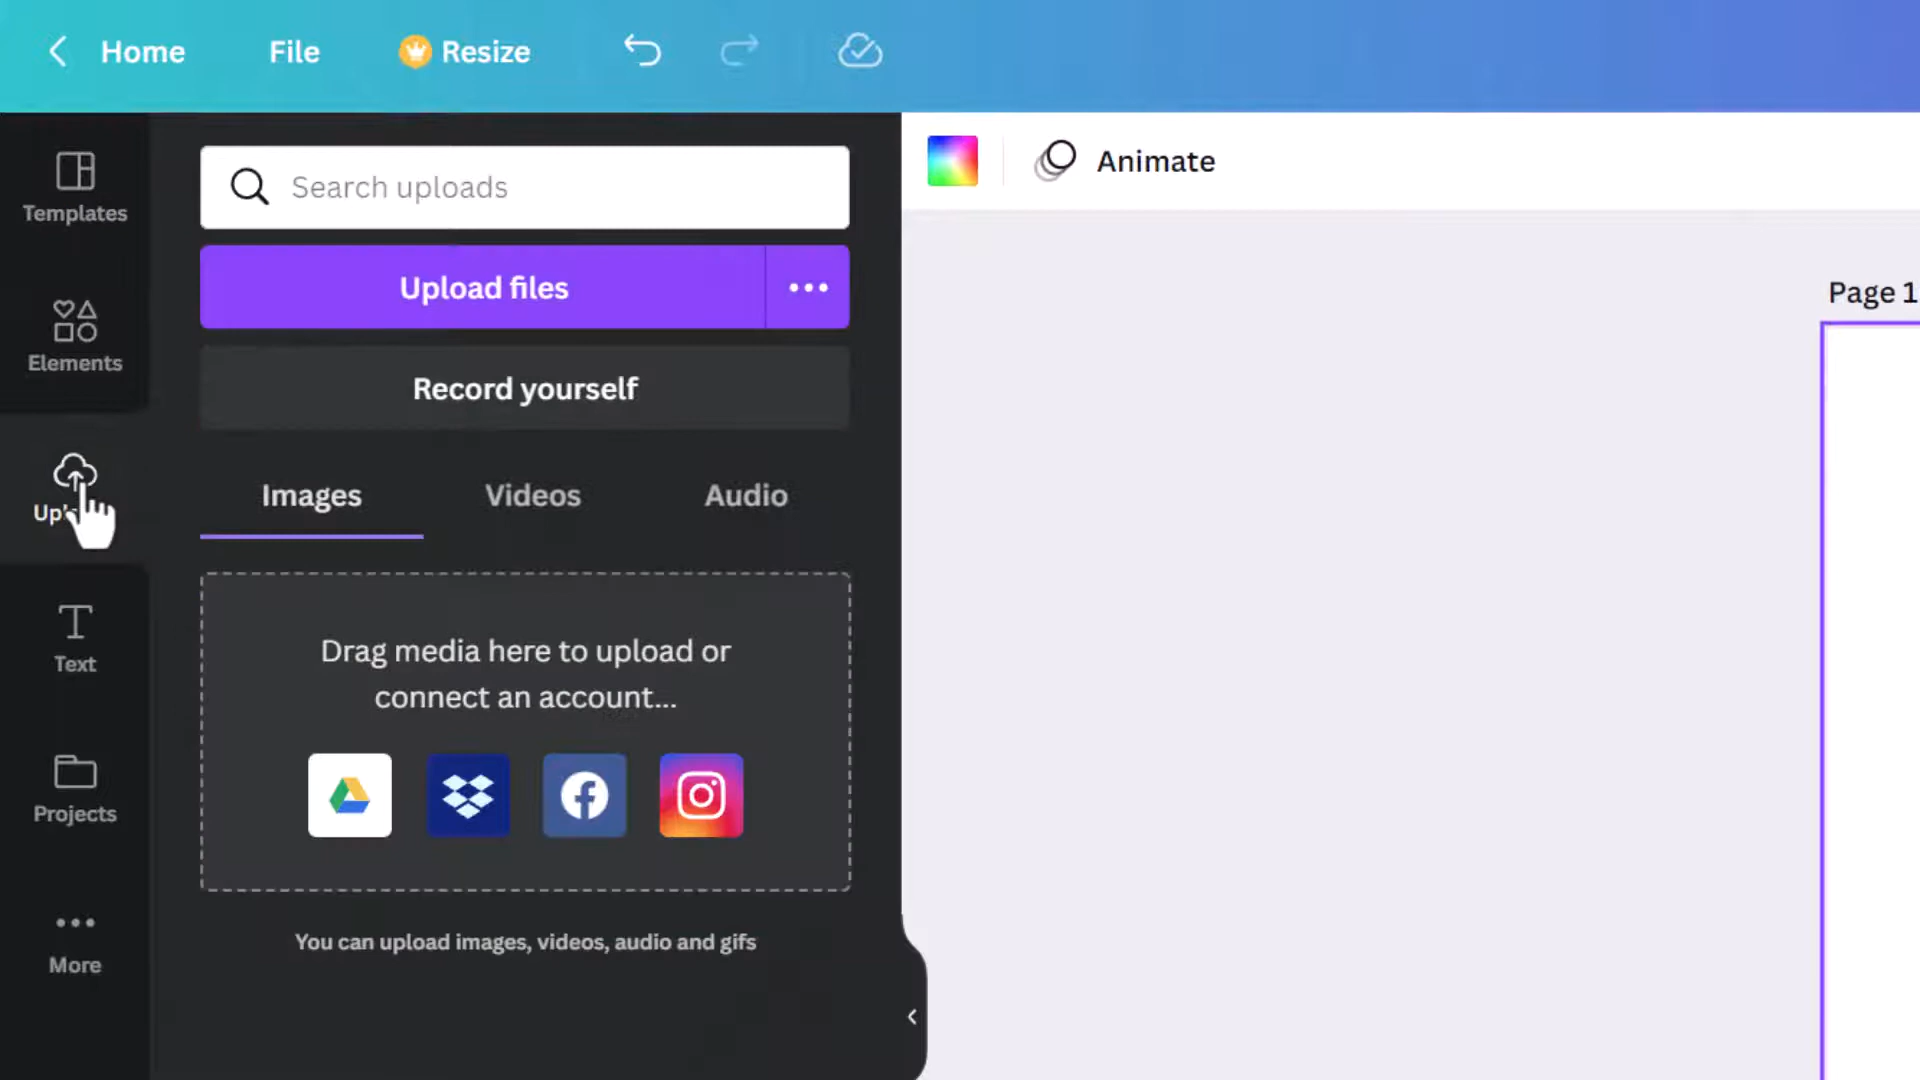 Home
File
Resize
Templates
Elements
Text
Projects
More
Search uploads
Upload files
Record yourself
Images
Videos
Audio
Drag media here to upload or
connect an account...
You can upload images, videos, audio and gifs
Animate
Page 1